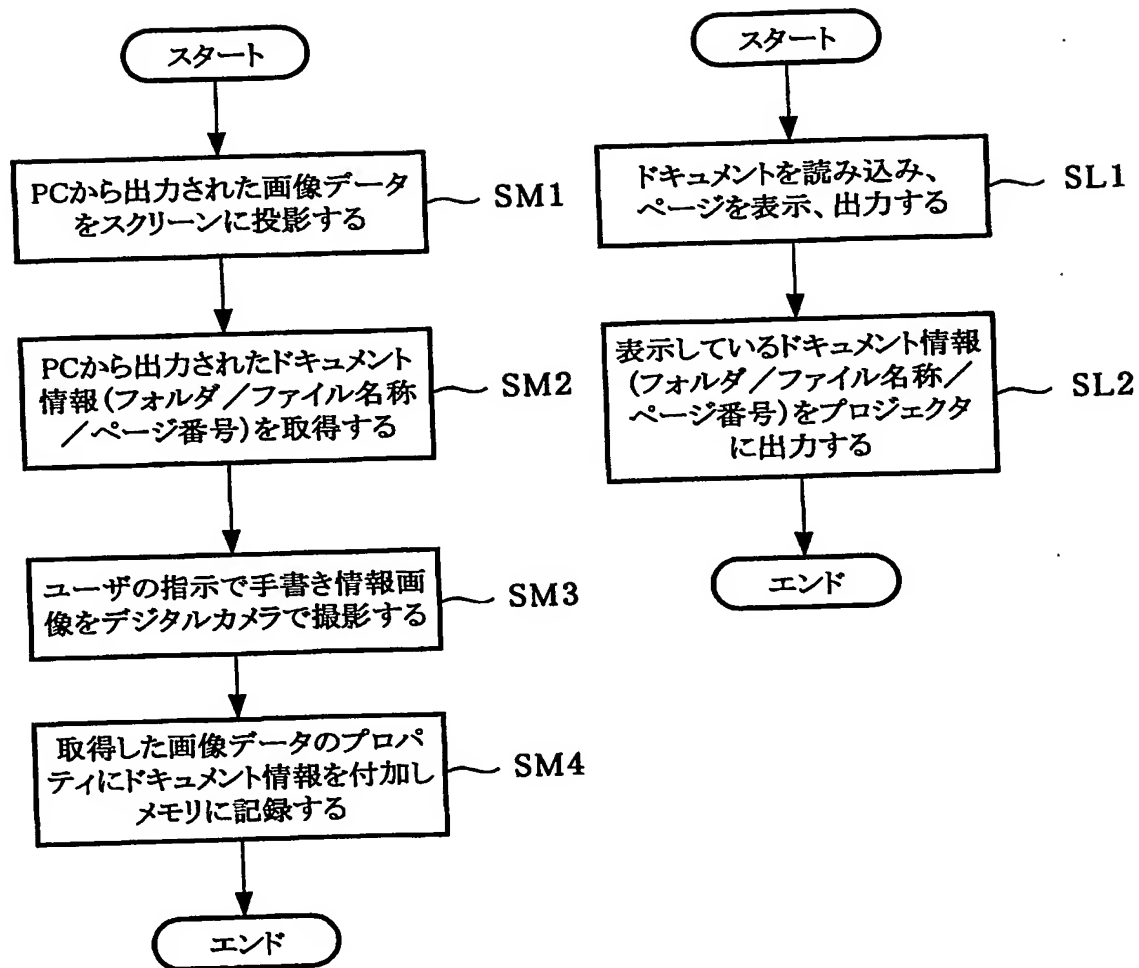 スタート
PCから出力された画像データ
をスクリーンに投影する
SM1
PCから出力されたドキュメント
情報(フォルダ/ファイル名称
/ページ番号)を取得する
SM2
ユーザの指示で手書き情報画
像をデジタルカメラで撮影する
SM3
取得した画像データのプロパ
ティにドキュメント情報を付加し
メモリに記録する
SM4
エンド
スタート
ドキュメントを読み込み、
ページを表示、出力する
SL1
表示しているドキュメント情報
(フォルダ/ファイル名称/
ページ番号)をプロジェクタ
に出力する
SL2
エンド